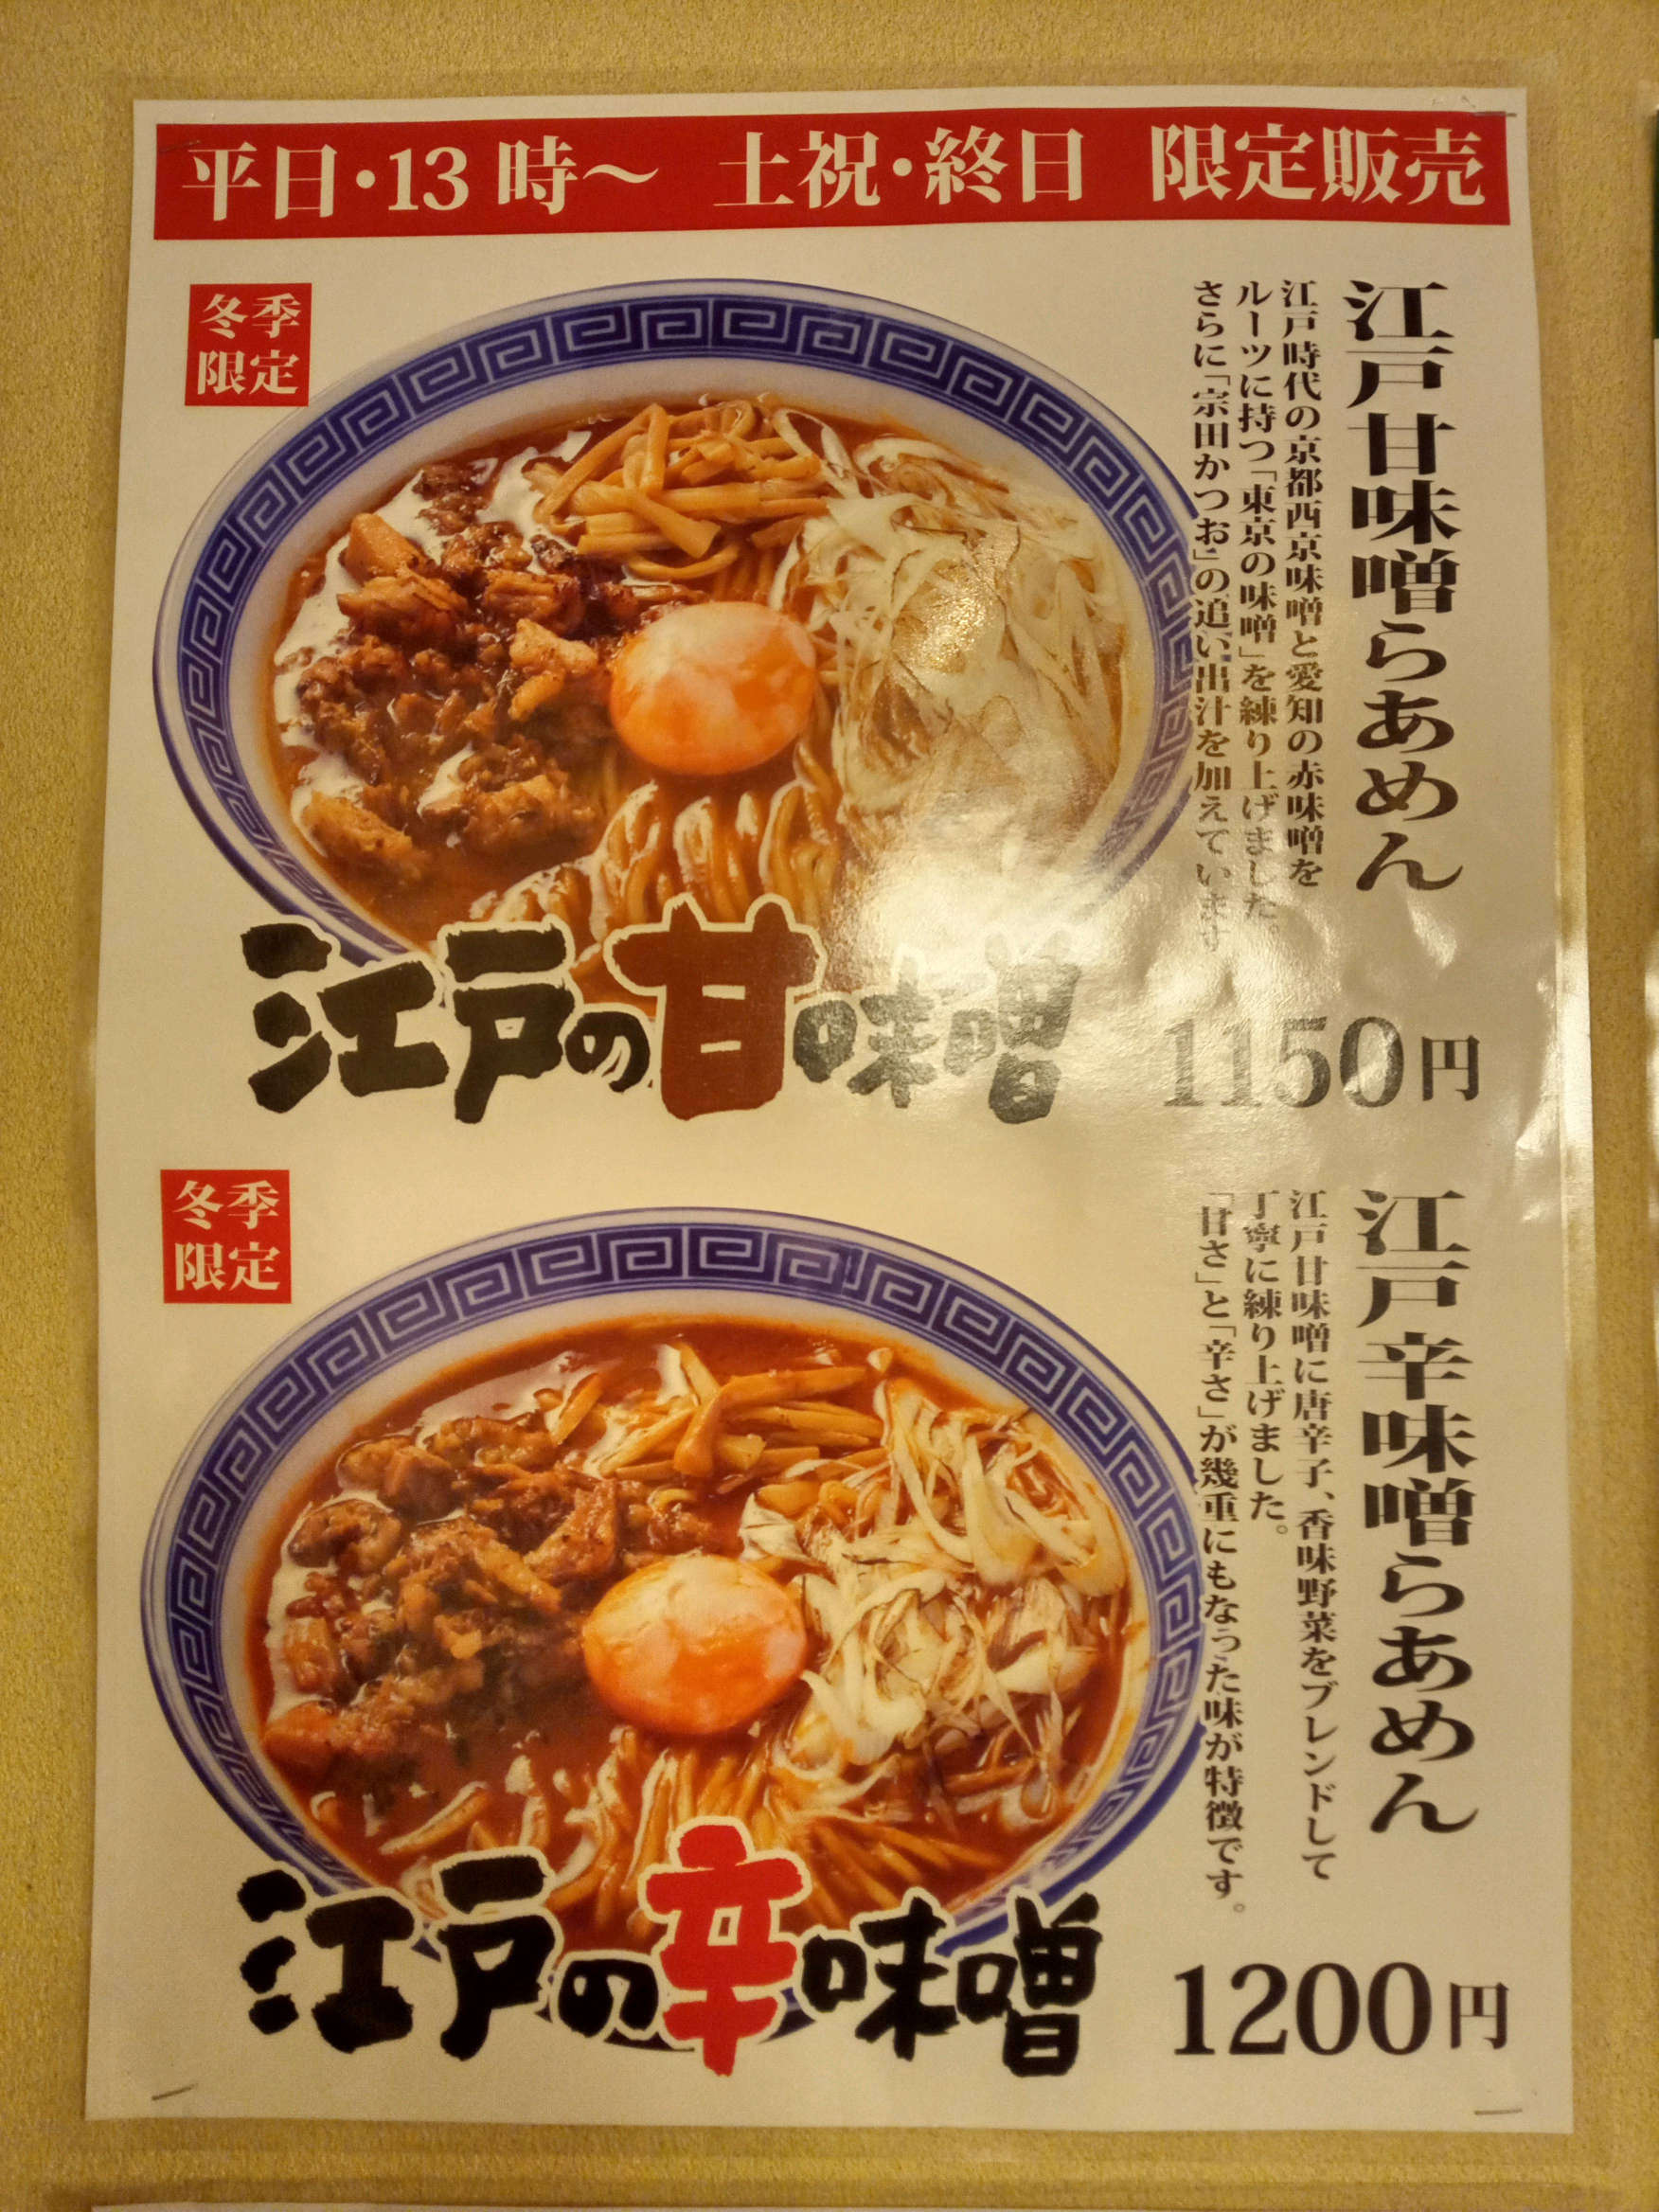 平日・13時〜 土祝・終日 限定販売
冬季
限定
江戸甘味噌らあめん
江戸時代の京都西京味噌と愛知の赤味噌を
ルーツに持つ「東京の味噌」を練り上げました。
さらに「宗田かつお」の追い出汁を加えています
江戸の甘味噌
1150円
冬季
限定
江戸辛味噌らあめん
江戸甘味噌に唐辛子、香味野菜をブレンドして
丁寧に練り上げました。
「甘さ」と「辛さ」が幾重にもなった味が特徴です。
江戸の辛味噌
1200円